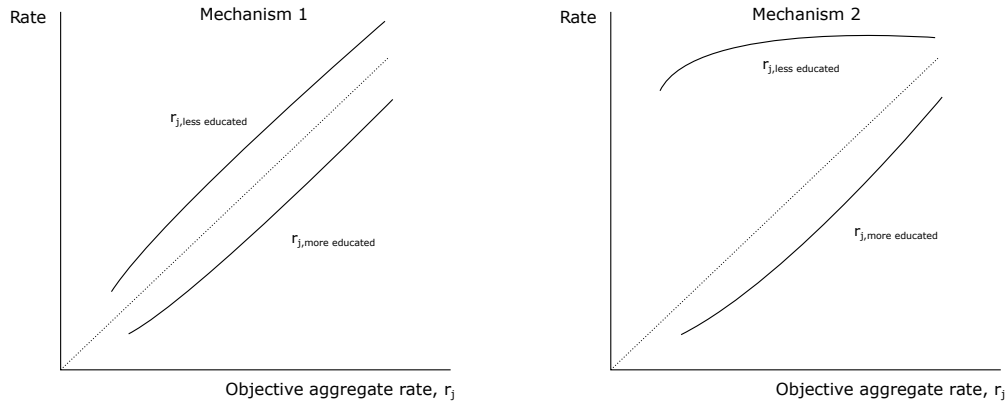 Rate
Mechanism 1
r_j,less educated
r_j,more educated
Objective aggregate rate, r_j
Rate
Mechanism 2
r_j,less educated
r_j,more educated
Objective aggregate rate, r_j